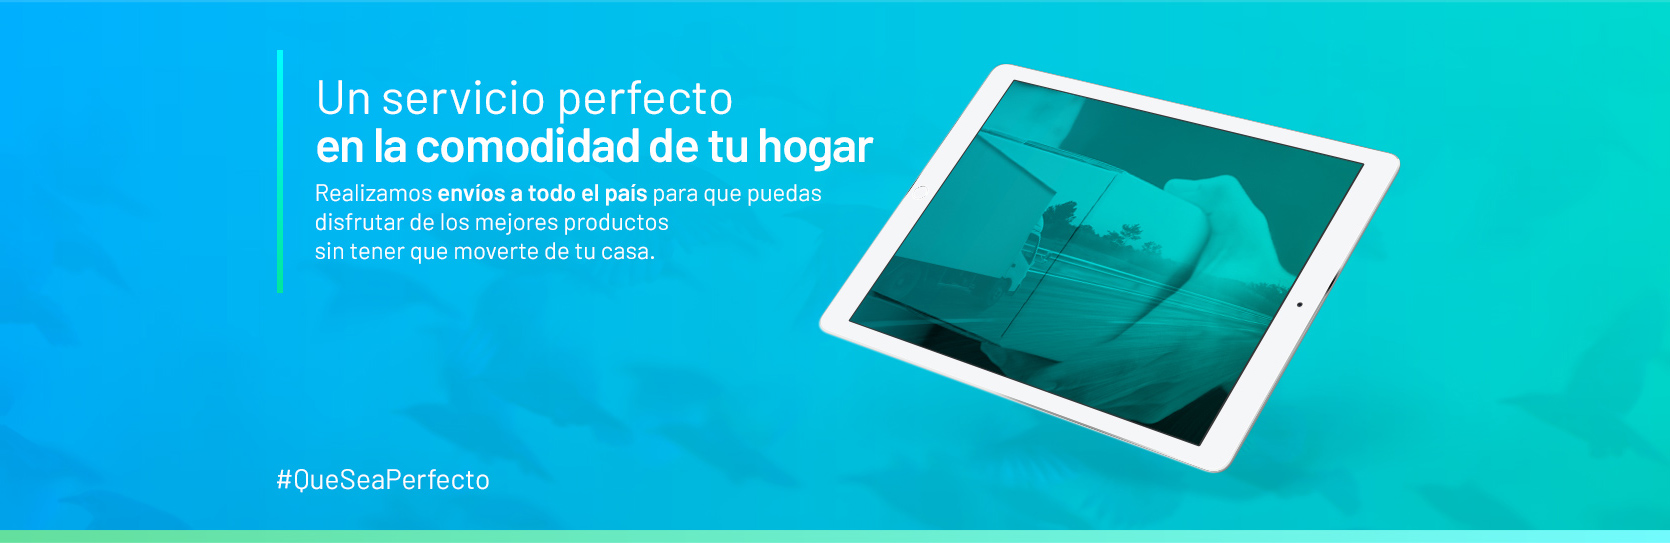 Un servicio perfecto
en la comodidad de tu hogar
Realizamos envíos a todo el país para que puedas
disfrutar de los mejores productos
sin tener que moverte de tu casa.
#QueSeaPerfecto